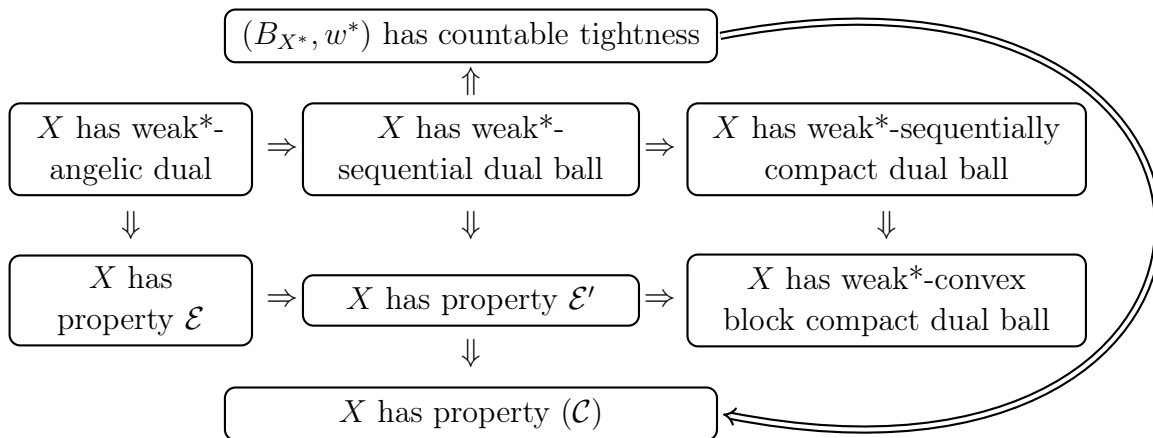 (B_{X^*}, w^*) has countable tightness
⇑
X has weak*-
angelic dual
⇒
X has weak*-
sequential dual ball
⇒
X has weak*-sequentially
compact dual ball
⇓ ⇓ ⇓
X has
property ℰ
⇒
X has property ℰ′
⇒
X has weak*-convex
block compact dual ball
⇓
X has property (𝒞)